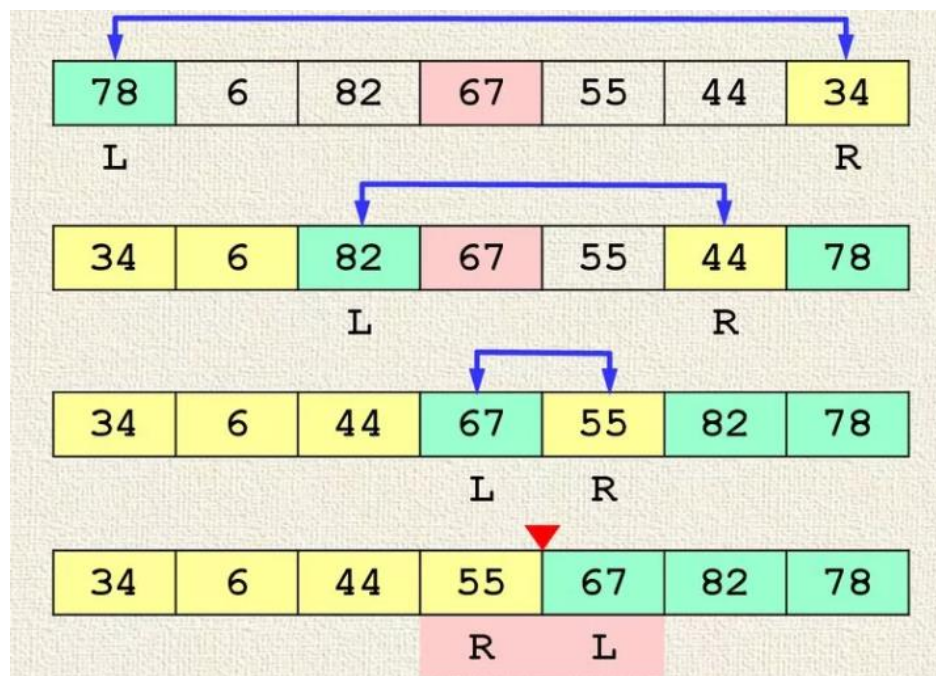 78 6 82 67 55 44 34
L R
34 6 82 67 55 44 78
L R
34 6 44 67 55 82 78
L R
34 6 44 55 67 82 78
R L